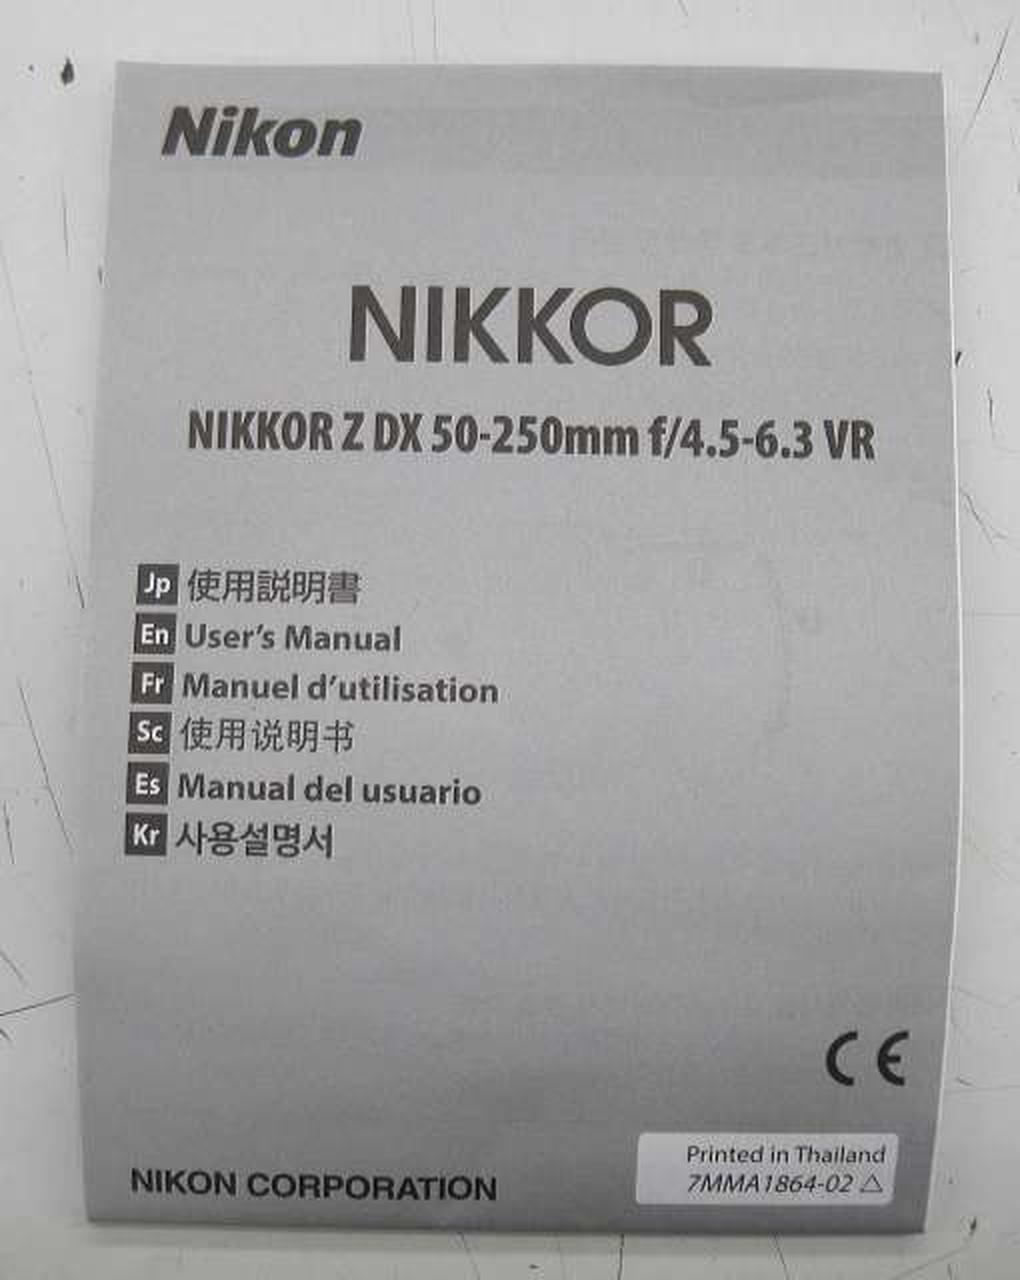 Nikon
NIKKOR
NIKKOR Z DX 50-250mm f/4.5-6.3 VR
Jp 使用説明書
En User's Manual
Fr Manuel d'utilisation
Sc 使用说明书
Es Manual del usuario
Kr 사용설명서
CE
NIKON CORPORATION
Printed in Thailand
7MMA1864-02 △